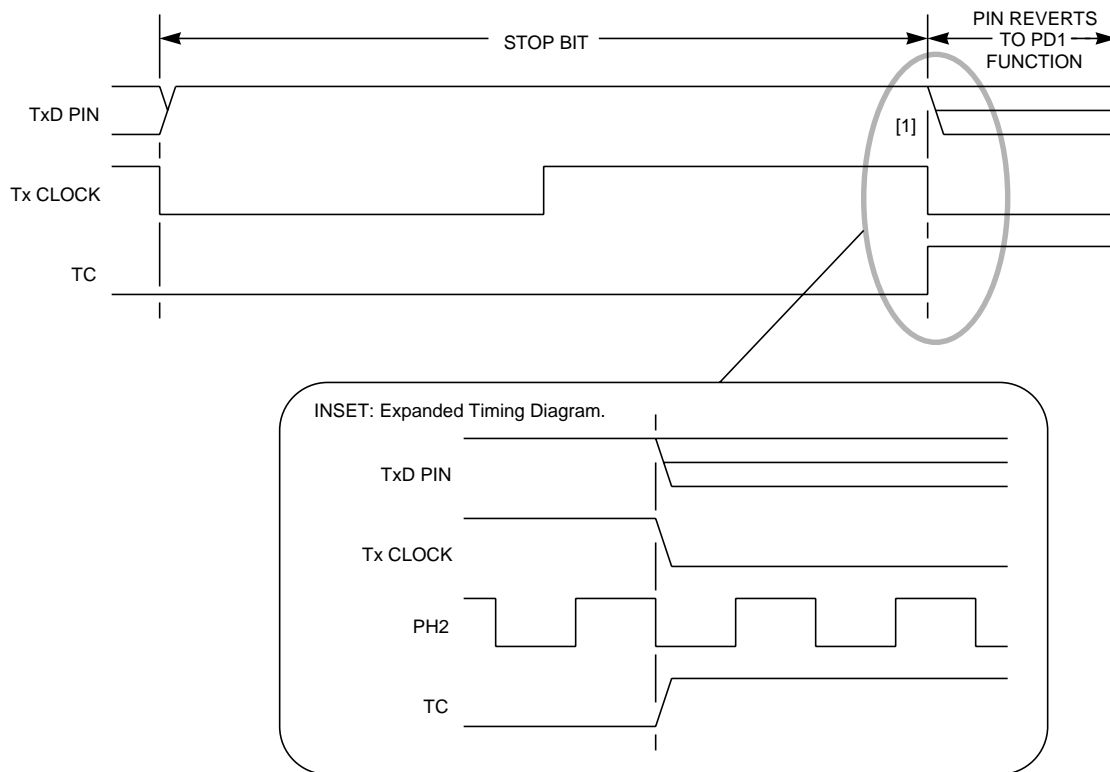 PIN REVERTS
TO PD1
FUNCTION
STOP BIT
TxD PIN
[1]
Tx CLOCK
TC
INSET: Expanded Timing Diagram.
TxD PIN
Tx CLOCK
PH2
TC